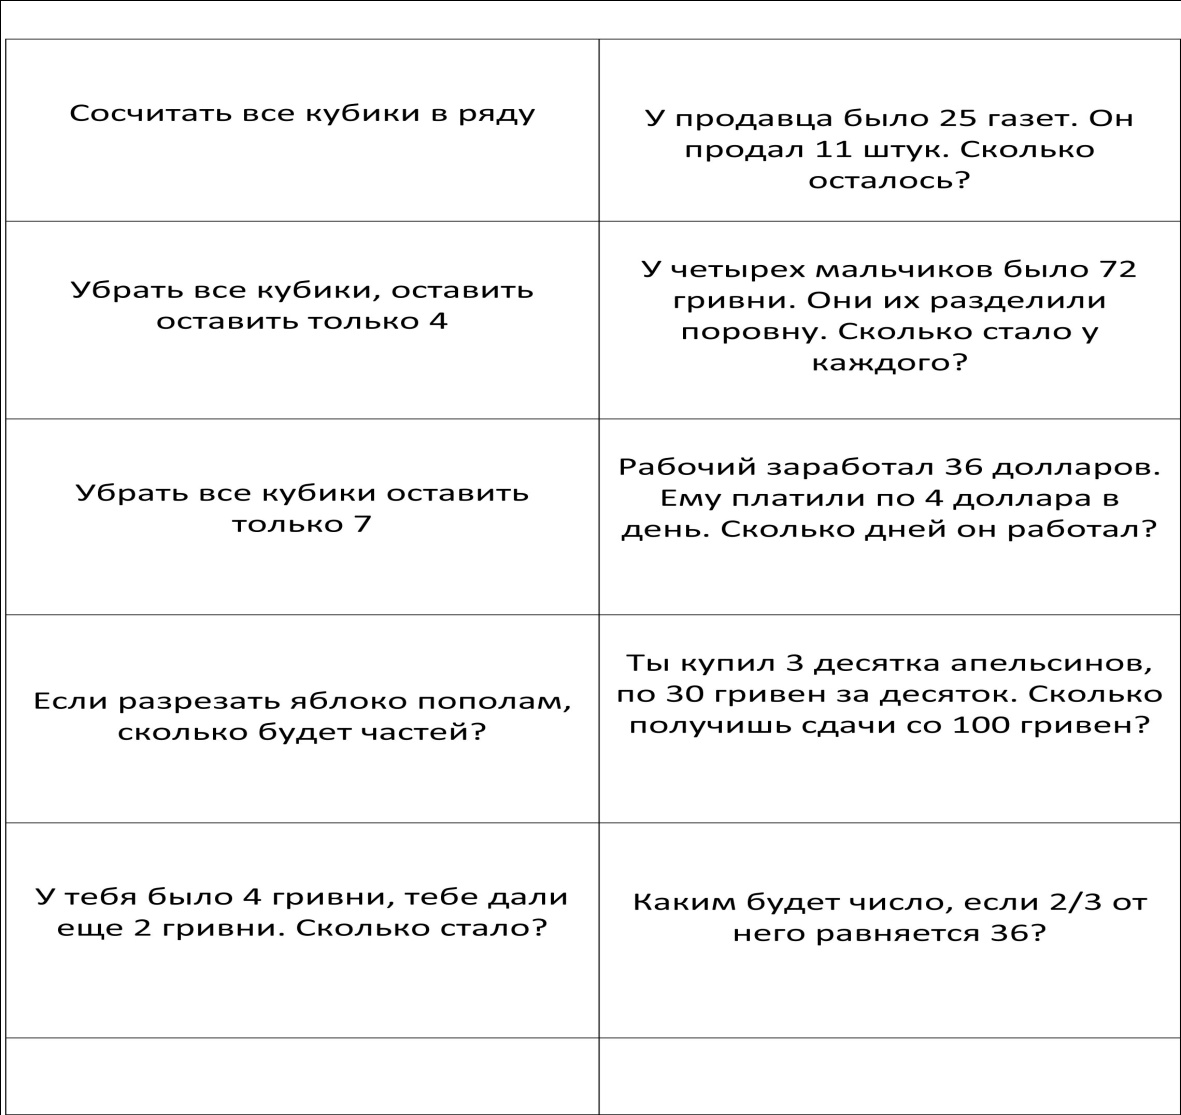 Сосчитать все кубики в ряду
У продавца было 25 газет. Он
продал 11 штук. Сколько
осталось?
Убрать все кубики, оставить
оставить только 4
У четырех мальчиков было 72
гривни. Они их разделили
поровну. Сколько стало у
каждого?
Убрать все кубики оставить
только 7
Рабочий заработал 36 долларов.
Ему платили по 4 доллара в
день. Сколько дней он работал?
Если разрезать яблоко пополам,
сколько будет частей?
Ты купил 3 десятка апельсинов,
по 30 гривен за десяток. Сколько
получишь сдачи со 100 гривен?
У тебя было 4 гривни, тебе дали
еще 2 гривни. Сколько стало?
Каким будет число, если 2/3 от
него равняется 36?